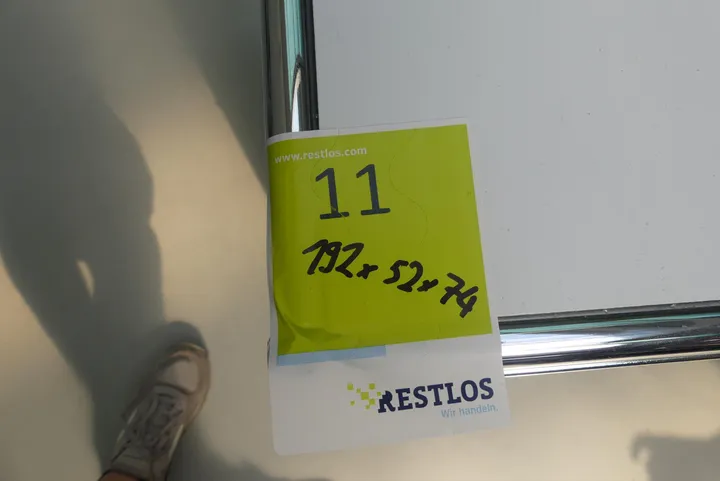 www.restlos.com
11
192 x 52 x 74
RESTLOS
Wir handeln.